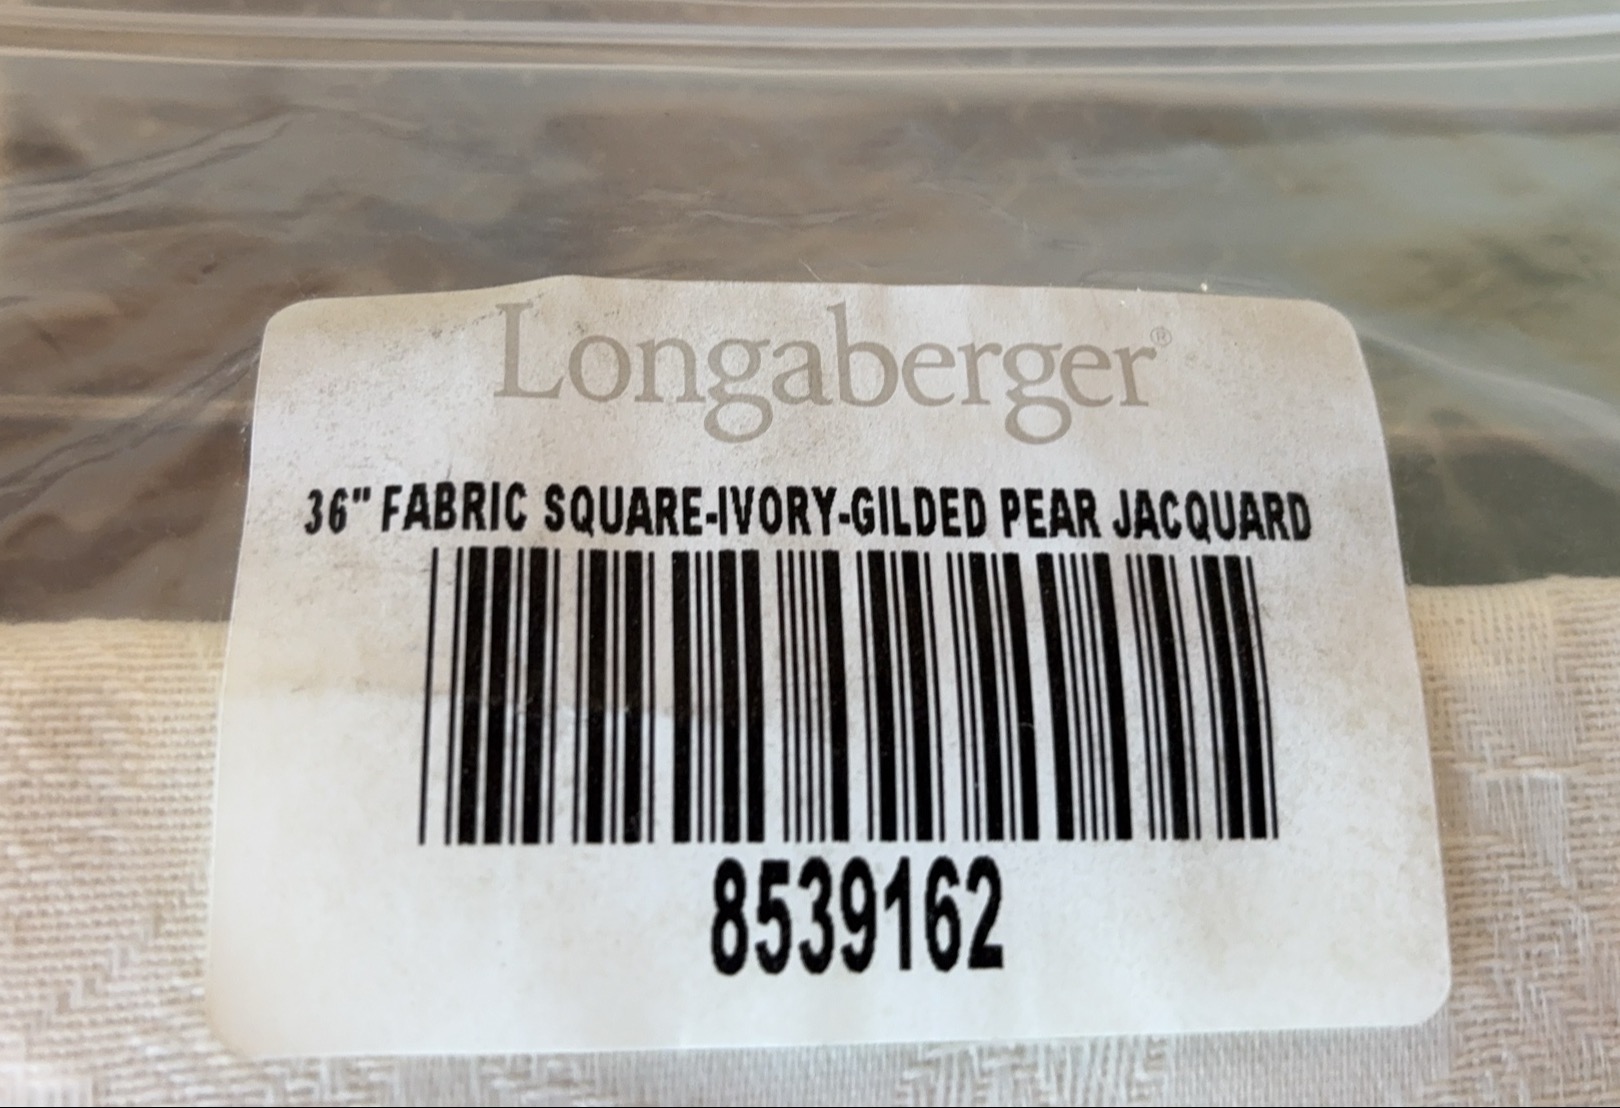 Longaberger®
36" FABRIC SQUARE-IVORY-GILDED PEAR JACQUARD
8539162